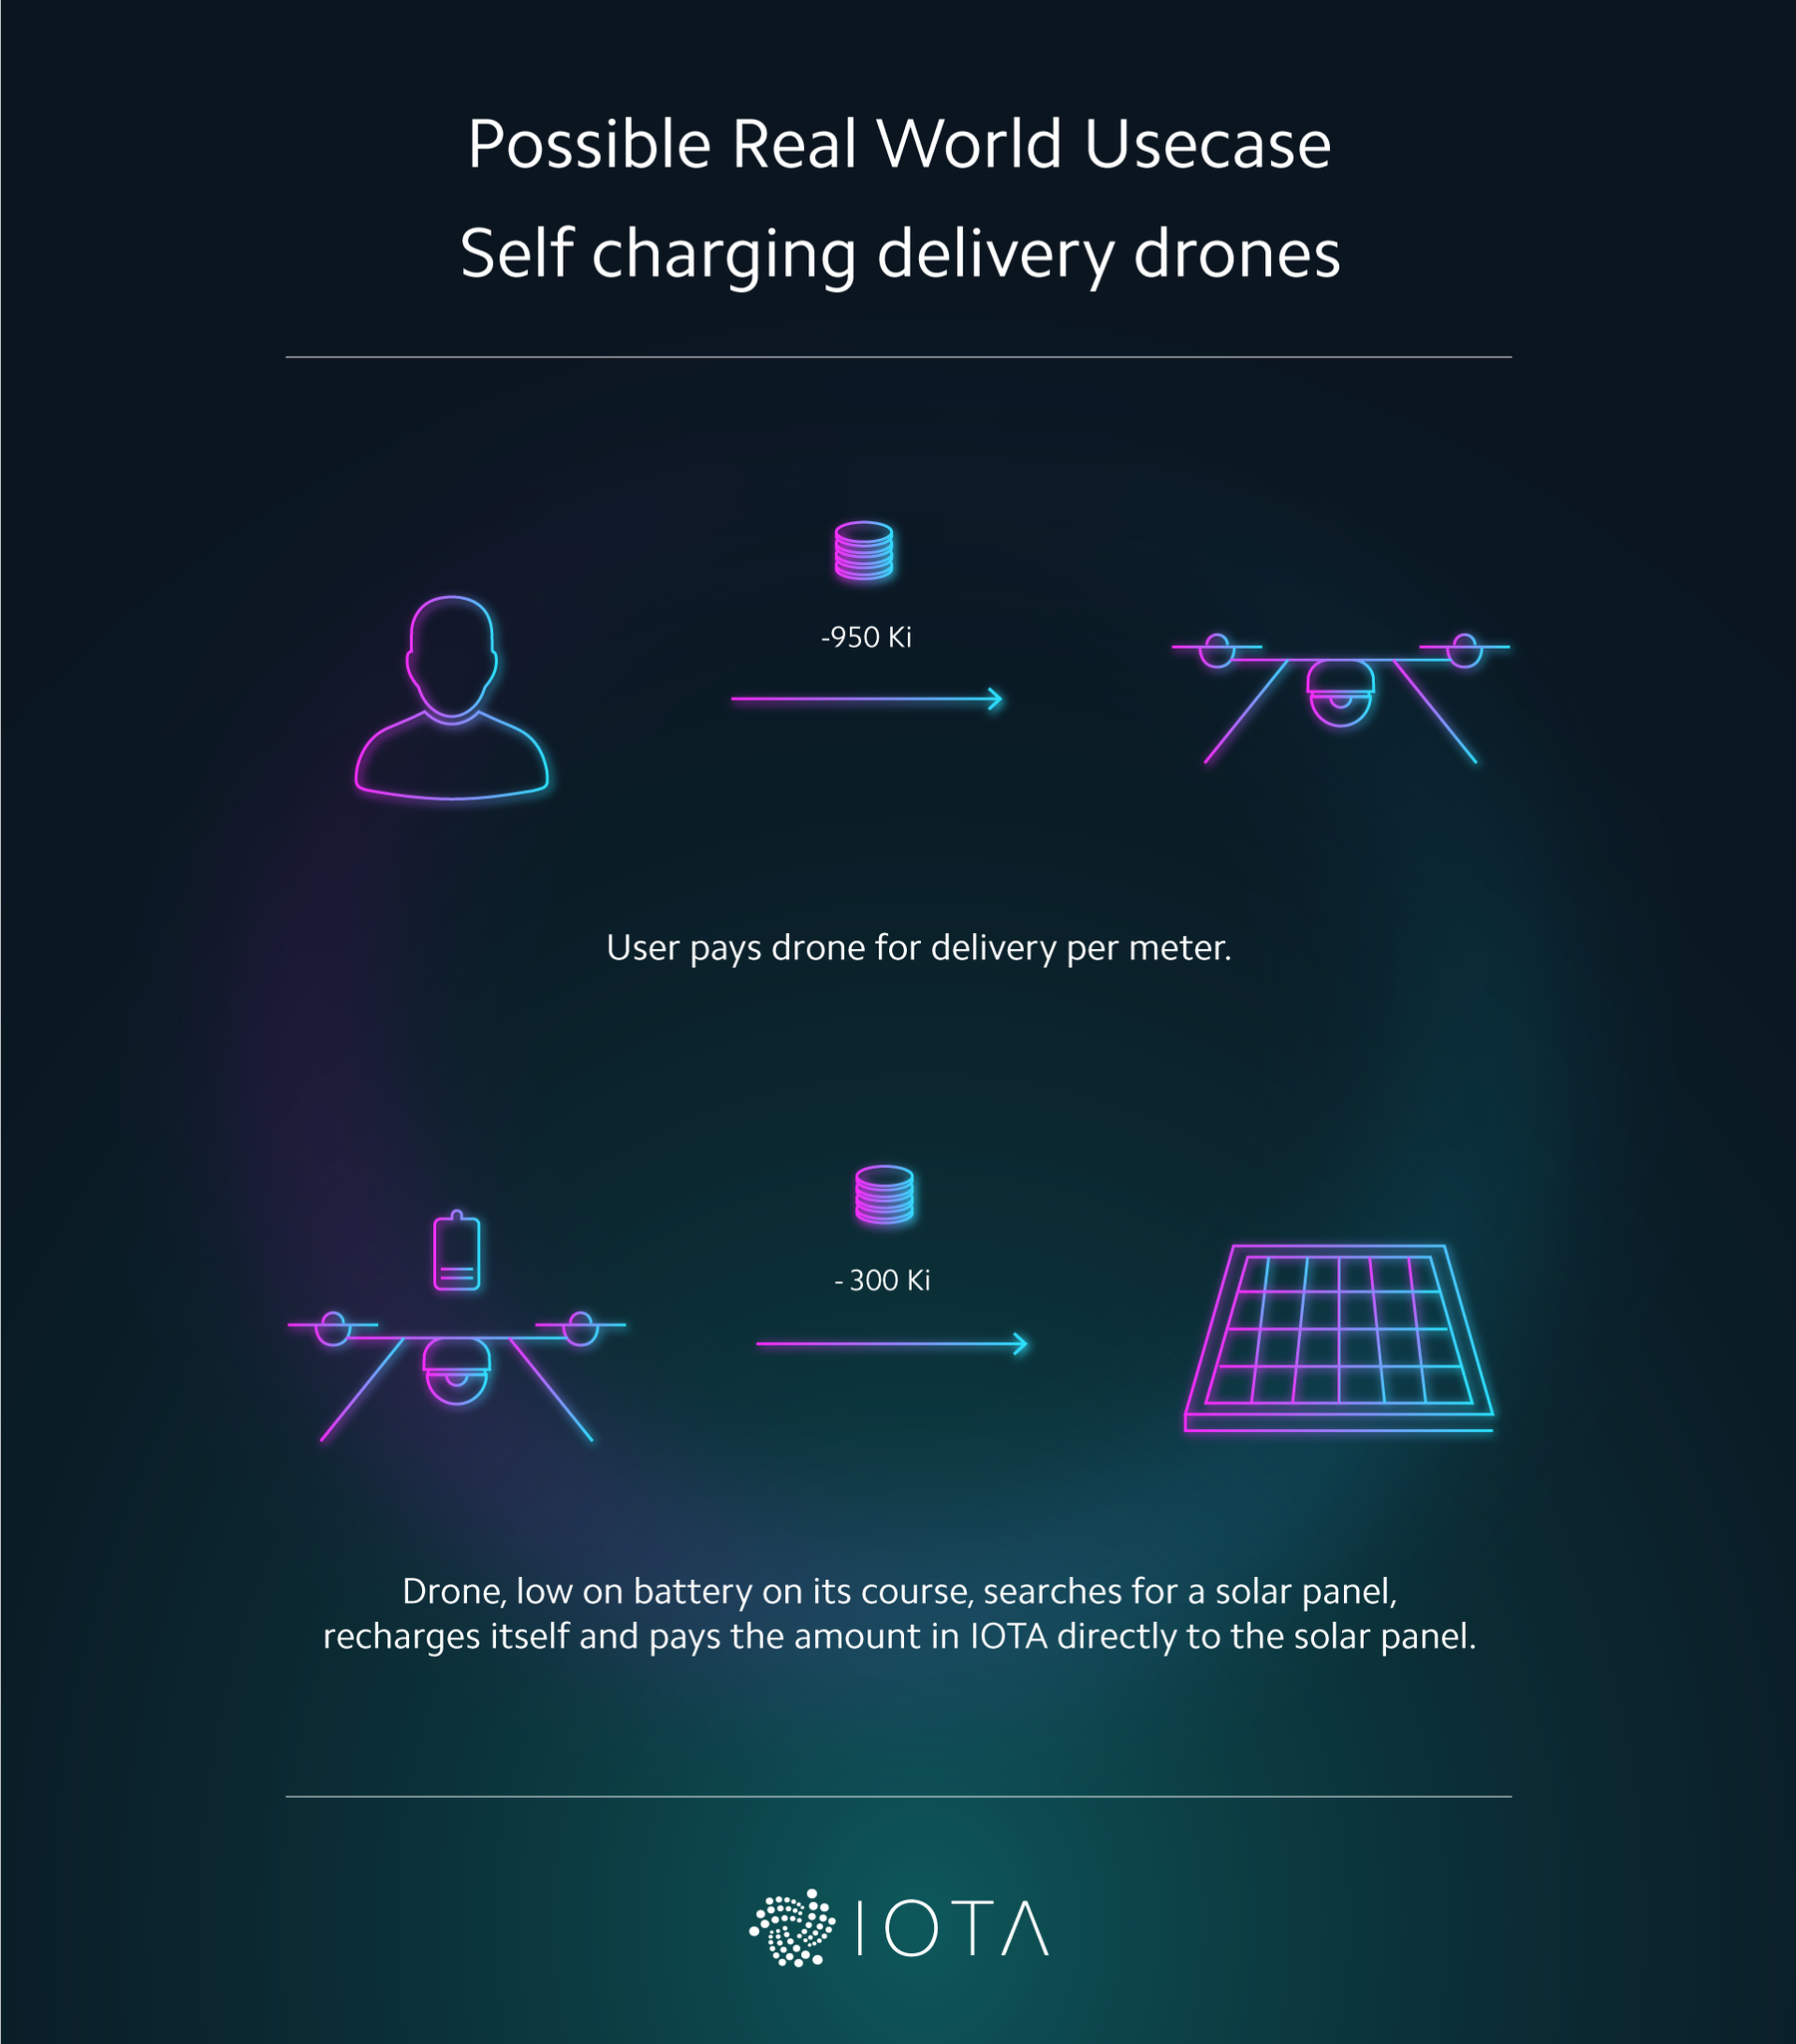 Possible Real World Usecase
Self charging delivery drones
-950 Ki
User pays drone for delivery per meter.
- 300 Ki
Drone, low on battery on its course, searches for a solar panel,
recharges itself and pays the amount in IOTA directly to the solar panel.
IOTA